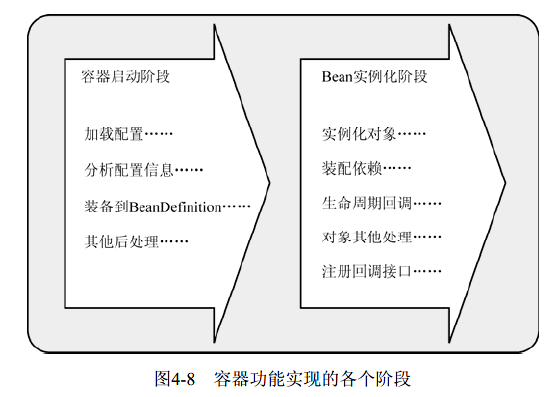 容器启动阶段
加载配置……
分析配置信息……
装备到BeanDefinition……
其他后处理……
Bean实例化阶段
实例化对象……
装配依赖……
生命周期回调……
对象其他处理……
注册回调接口……
图4-8 容器功能实现的各个阶段